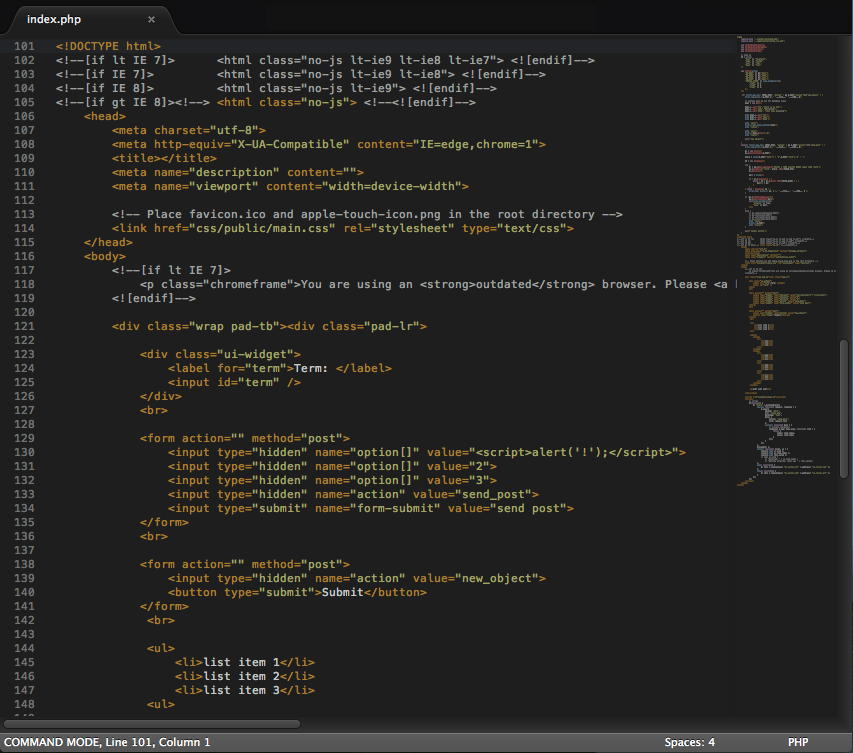 index.php ×
101 <!DOCTYPE html>
102 <!--[if lt IE 7]>      <html class="no-js lt-ie9 lt-ie8 lt-ie7"> <![endif]-->
103 <!--[if IE 7]>         <html class="no-js lt-ie9 lt-ie8"> <![endif]-->
104 <!--[if IE 8]>         <html class="no-js lt-ie9"> <![endif]-->
105 <!--[if gt IE 8]><!--> <html class="no-js"> <!--<![endif]-->
106     <head>
107         <meta charset="utf-8">
108         <meta http-equiv="X-UA-Compatible" content="IE=edge,chrome=1">
109         <title></title>
110         <meta name="description" content="">
111         <meta name="viewport" content="width=device-width">
112
113         <!-- Place favicon.ico and apple-touch-icon.png in the root directory -->
114         <link href="css/public/main.css" rel="stylesheet" type="text/css">
115     </head>
116     <body>
117         <!--[if lt IE 7]>
118             <p class="chromeframe">You are using an <strong>outdated</strong> browser. Please <a
119         <![endif]-->
120
121         <div class="wrap pad-tb"><div class="pad-lr">
122
123             <div class="ui-widget">
124                 <label for="term">Term: </label>
125                 <input id="term" />
126             </div>
127             <br>
128
129             <form action="" method="post">
130                 <input type="hidden" name="option[]" value="<script>alert('!');</script>">
131                 <input type="hidden" name="option[]" value="2">
132                 <input type="hidden" name="option[]" value="3">
133                 <input type="hidden" name="action" value="send_post">
134                 <input type="submit" name="form-submit" value="send post">
135             </form>
136             <br>
137
138             <form action="" method="post">
139                 <input type="hidden" name="action" value="new_object">
140                 <button type="submit">Submit</button>
141             </form>
142              <br>
143
144              <ul>
145                  <li>list item 1</li>
146                  <li>list item 2</li>
147                  <li>list item 3</li>
148              <ul>
COMMAND MODE, Line 101, Column 1 Spaces: 4 PHP